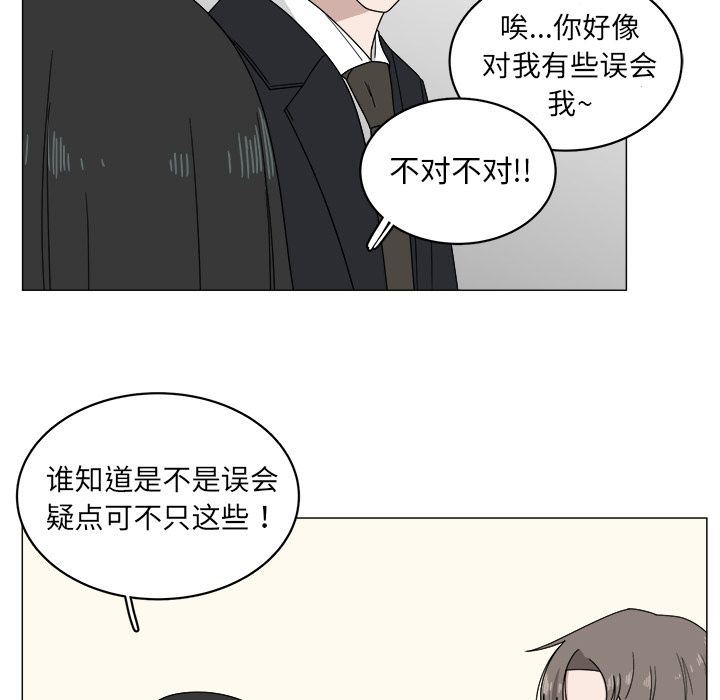 唉...你好像
对我有些误会
我~
不对不对!!
谁知道是不是误会
疑点可不只这些！